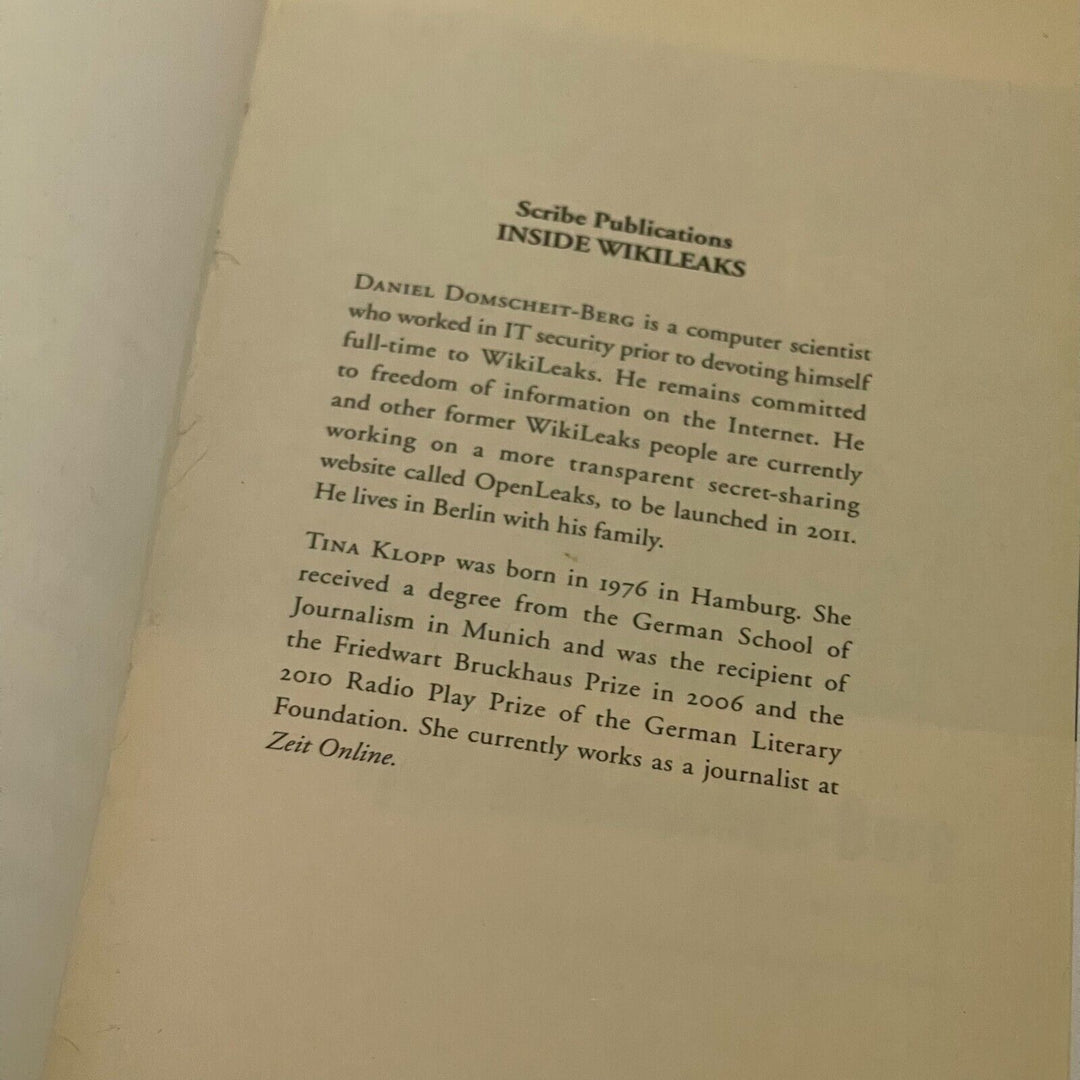 Scribe Publications
INSIDE WIKILEAKS
DANIEL DOMSCHEIT-BERG is a computer scientist
who worked in IT security prior to devoting himself
full-time to WikiLeaks. He remains committed
to freedom of information on the Internet. He
and other former WikiLeaks people are currently
working on a more transparent secret-sharing
website called OpenLeaks, to be launched in 2011.
He lives in Berlin with his family.
TINA KLOPP was born in 1976 in Hamburg. She
received a degree from the German School of
Journalism in Munich and was the recipient of
the Friedwart Bruckhaus Prize in 2006 and the
2010 Radio Play Prize of the German Literary
Foundation. She currently works as a journalist at
Zeit Online.